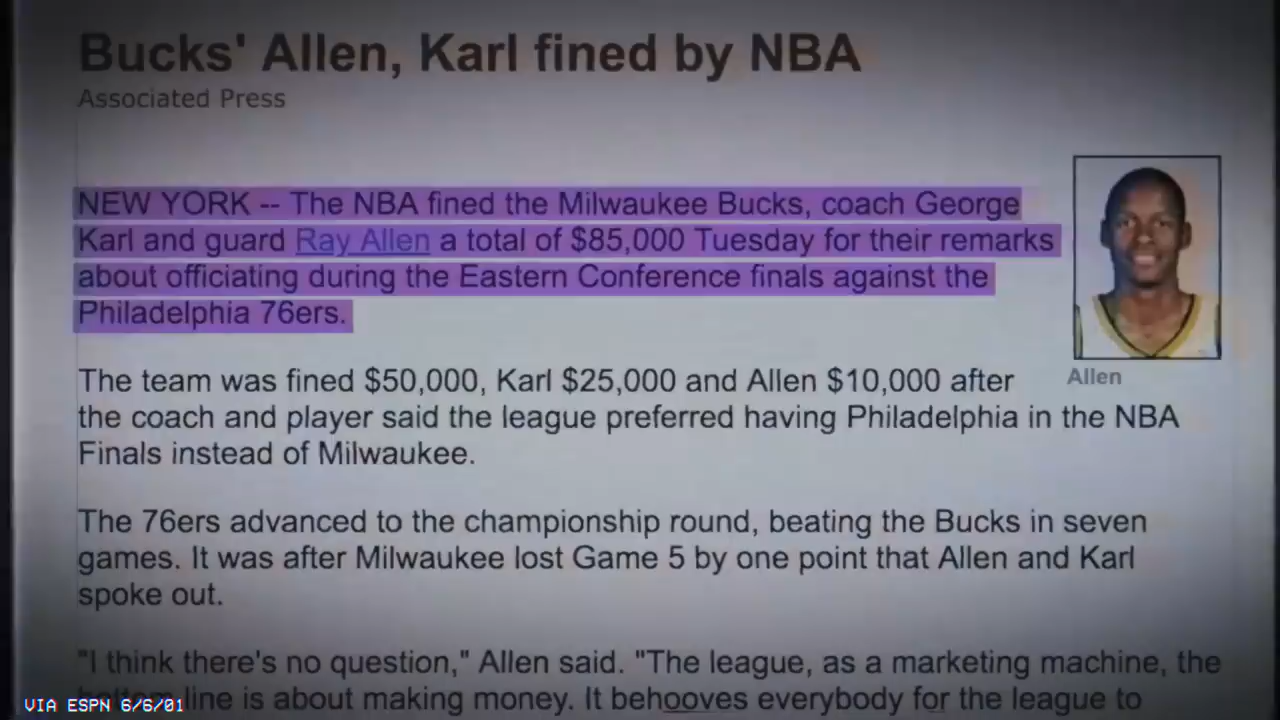 Bucks' Allen, Karl fined by NBA
Associated Press
NEW YORK -- The NBA fined the Milwaukee Bucks, coach George
Karl and guard Ray Allen a total of $85,000 Tuesday for their remarks
about officiating during the Eastern Conference finals against the
Philadelphia 76ers.
Allen
The team was fined $50,000, Karl $25,000 and Allen $10,000 after
the coach and player said the league preferred having Philadelphia in the NBA
Finals instead of Milwaukee.
The 76ers advanced to the championship round, beating the Bucks in seven
games. It was after Milwaukee lost Game 5 by one point that Allen and Karl
spoke out.
"I think there's no question," Allen said. "The league, as a marketing machine, the
bottom line is about making money. It behooves everybody for the league to
VIA ESPN 6/6/01